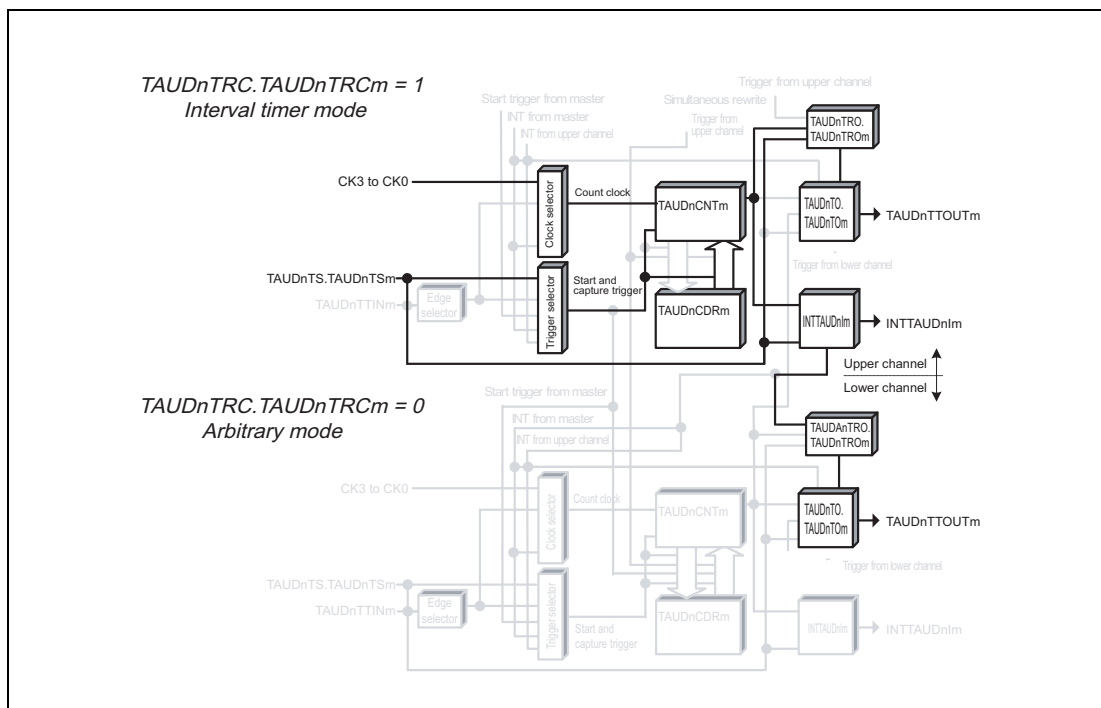 TAUDnTRC.TAUDnTRCm = 1
Interval timer mode
Trigger from upper channel
Start trigger from master
Simultaneous rewrite
INT from master
Trigger from
upper channel
INT from upper channel
TAUDnTRO.
TAUDnTROm
CK3 to CK0
Clock selector
Count clock
TAUDnCNTm
TAUDnTO.
TAUDnTOm
TAUDnTTOUTm
Trigger from lower channel
TAUDnTS.TAUDnTSm
TAUDnTTINm
Edge
selector
Trigger selector
Start and
capture trigger
TAUDnCDRm
INTTAUDnIm
INTTAUDnIm
Upper channel
Lower channel
TAUDnTRC.TAUDnTRCm = 0
Arbitrary mode
Start trigger from master
INT from master
INT from upper channel
TAUDAnTRO.
TAUDnTROm
CK3 to CK0
Clock selector
Count clock
TAUDnCNTm
TAUDnTO.
TAUDnTOm
TAUDnTTOUTm
Trigger from lower channel
TAUDnTS.TAUDnTSm
TAUDnTTINm
Edge
selector
Trigger selector
Start and
capture trigger
TAUDnCDRm
INTTAUDnIm
INTTAUDnIm